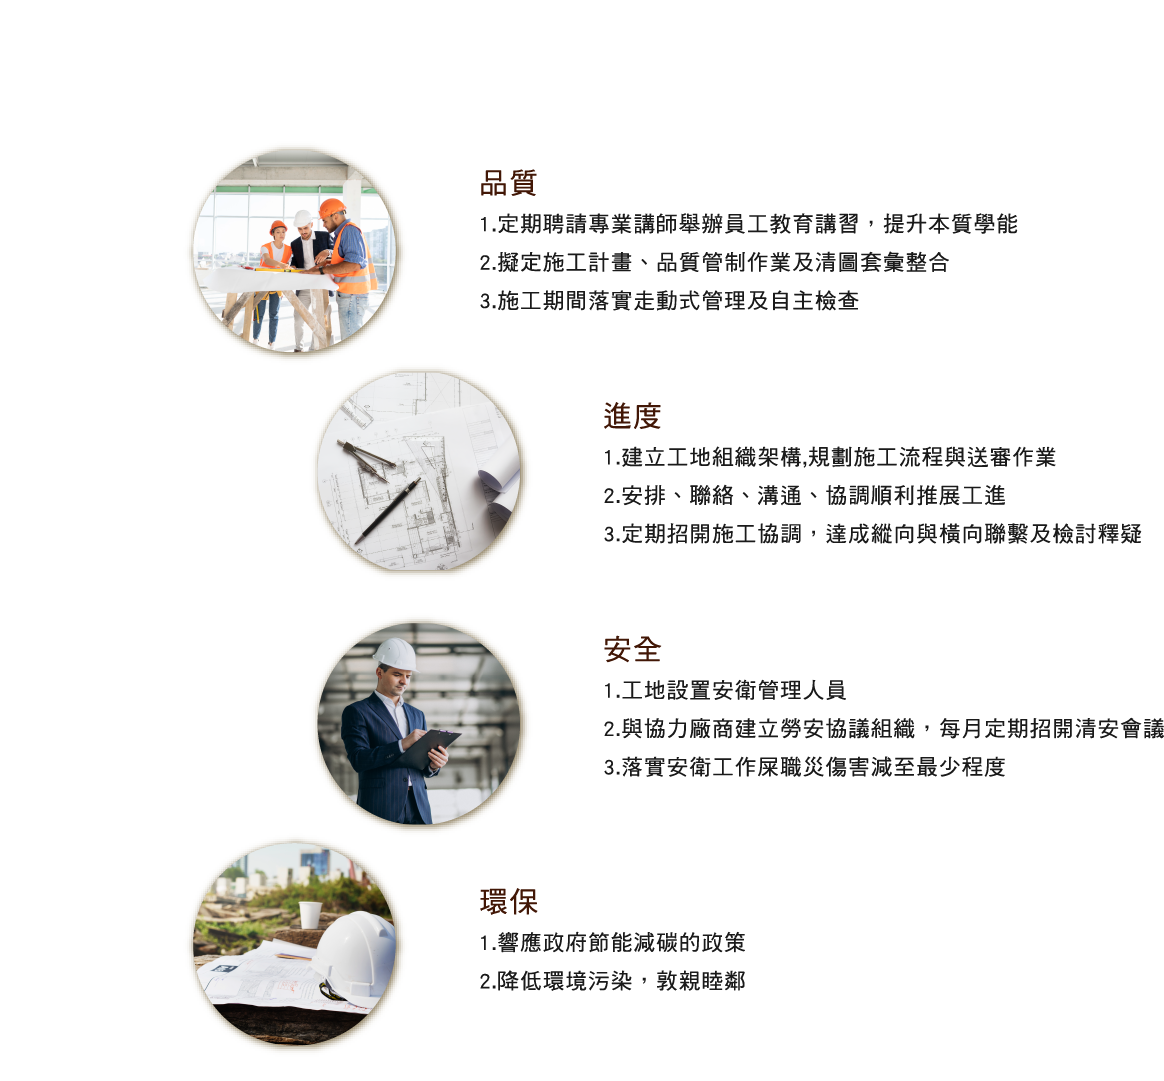 品質
1.定期聘請專業講師舉辦員工教育講習，提升本質學能
2.擬定施工計畫、品質管制作業及清圖套彙整合
3.施工期間落實走動式管理及自主檢查
進度
1.建立工地組織架構,規劃施工流程與送審作業
2.安排、聯絡、溝通、協調順利推展工進
3.定期招開施工協調，達成縱向與橫向聯繫及檢討釋疑
安全
1.工地設置安衛管理人員
2.與協力廠商建立勞安協議組織，每月定期招開清安會議
3.落實安衛工作屎職災傷害減至最少程度
環保
1.響應政府節能減碳的政策
2.降低環境污染，敦親睦鄰